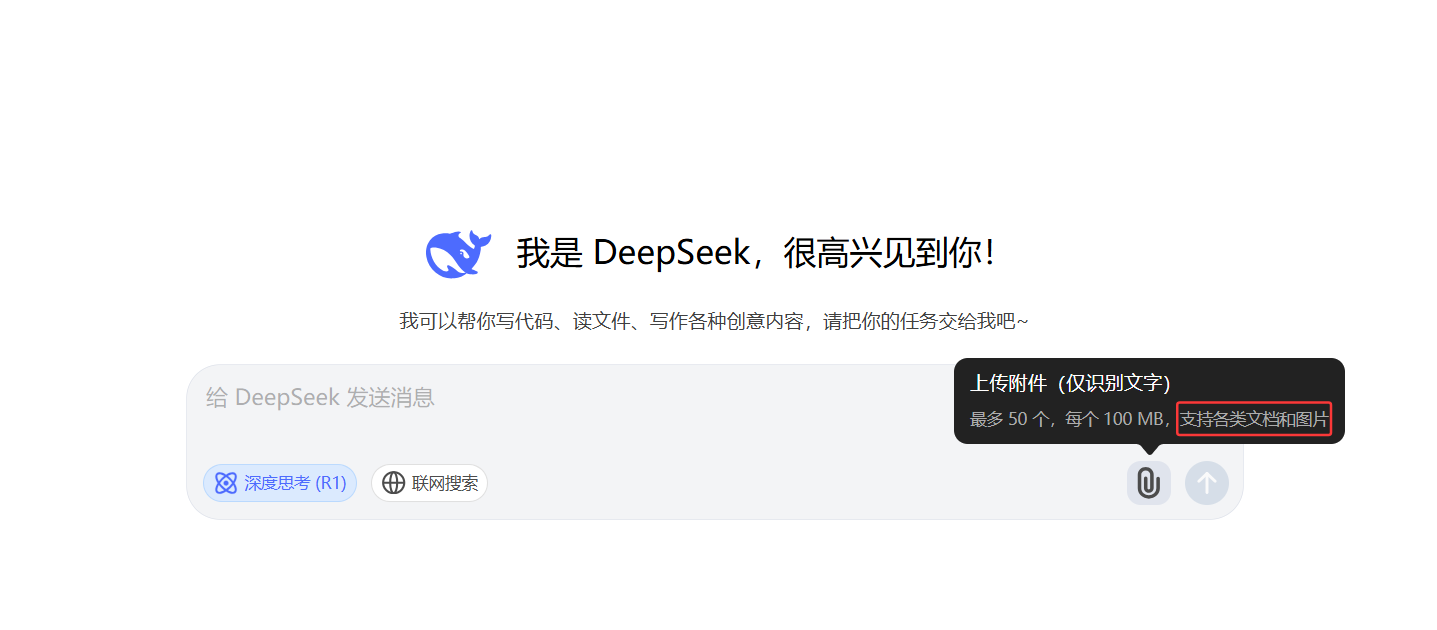 我是 DeepSeek，很高兴见到你！
我可以帮你写代码、读文件、写作各种创意内容，请把你的任务交给我吧~
给 DeepSeek 发送消息
上传附件（仅识别文字）
最多 50 个，每个 100 MB，支持各类文档和图片
深度思考 (R1)
联网搜索